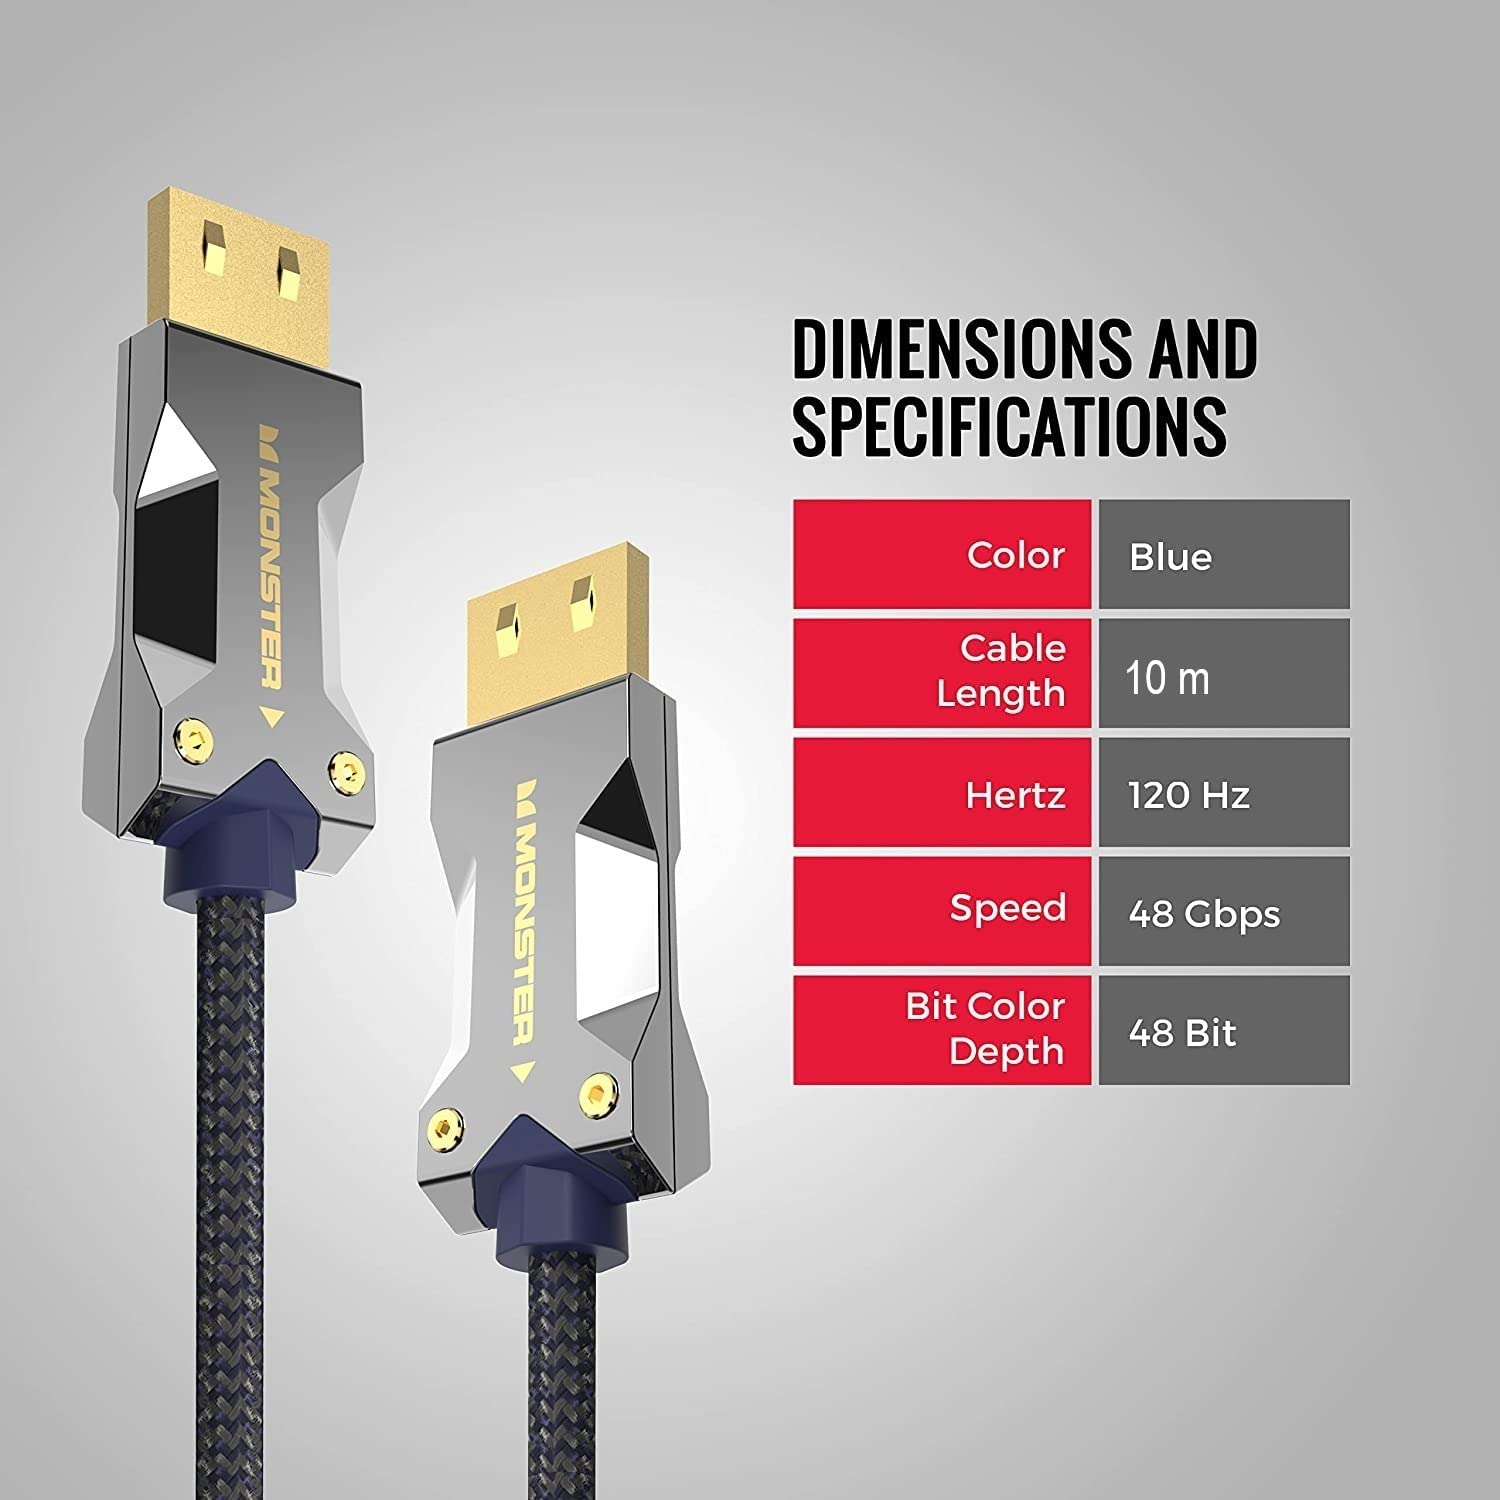 MONSTER
MONSTER
DIMENSIONS AND
SPECIFICATIONS
Color
Blue
Cable
Length
10 m
Hertz
120 Hz
Speed
48 Gbps
Bit Color
Depth
48 Bit